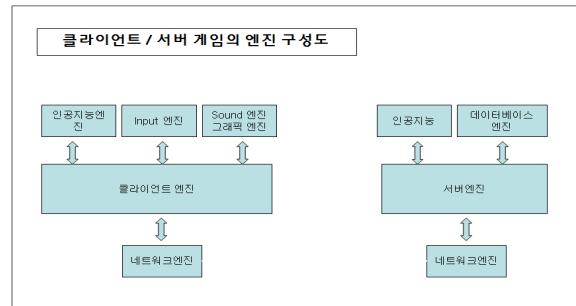 클라이언트 / 서버 게임의 엔진 구성도
인공지능엔
진
Input 엔진
Sound 엔진
그래픽 엔진
인공지능
데이터베이스
엔진
클라이언트 엔진
서버엔진
네트워크엔진
네트워크엔진